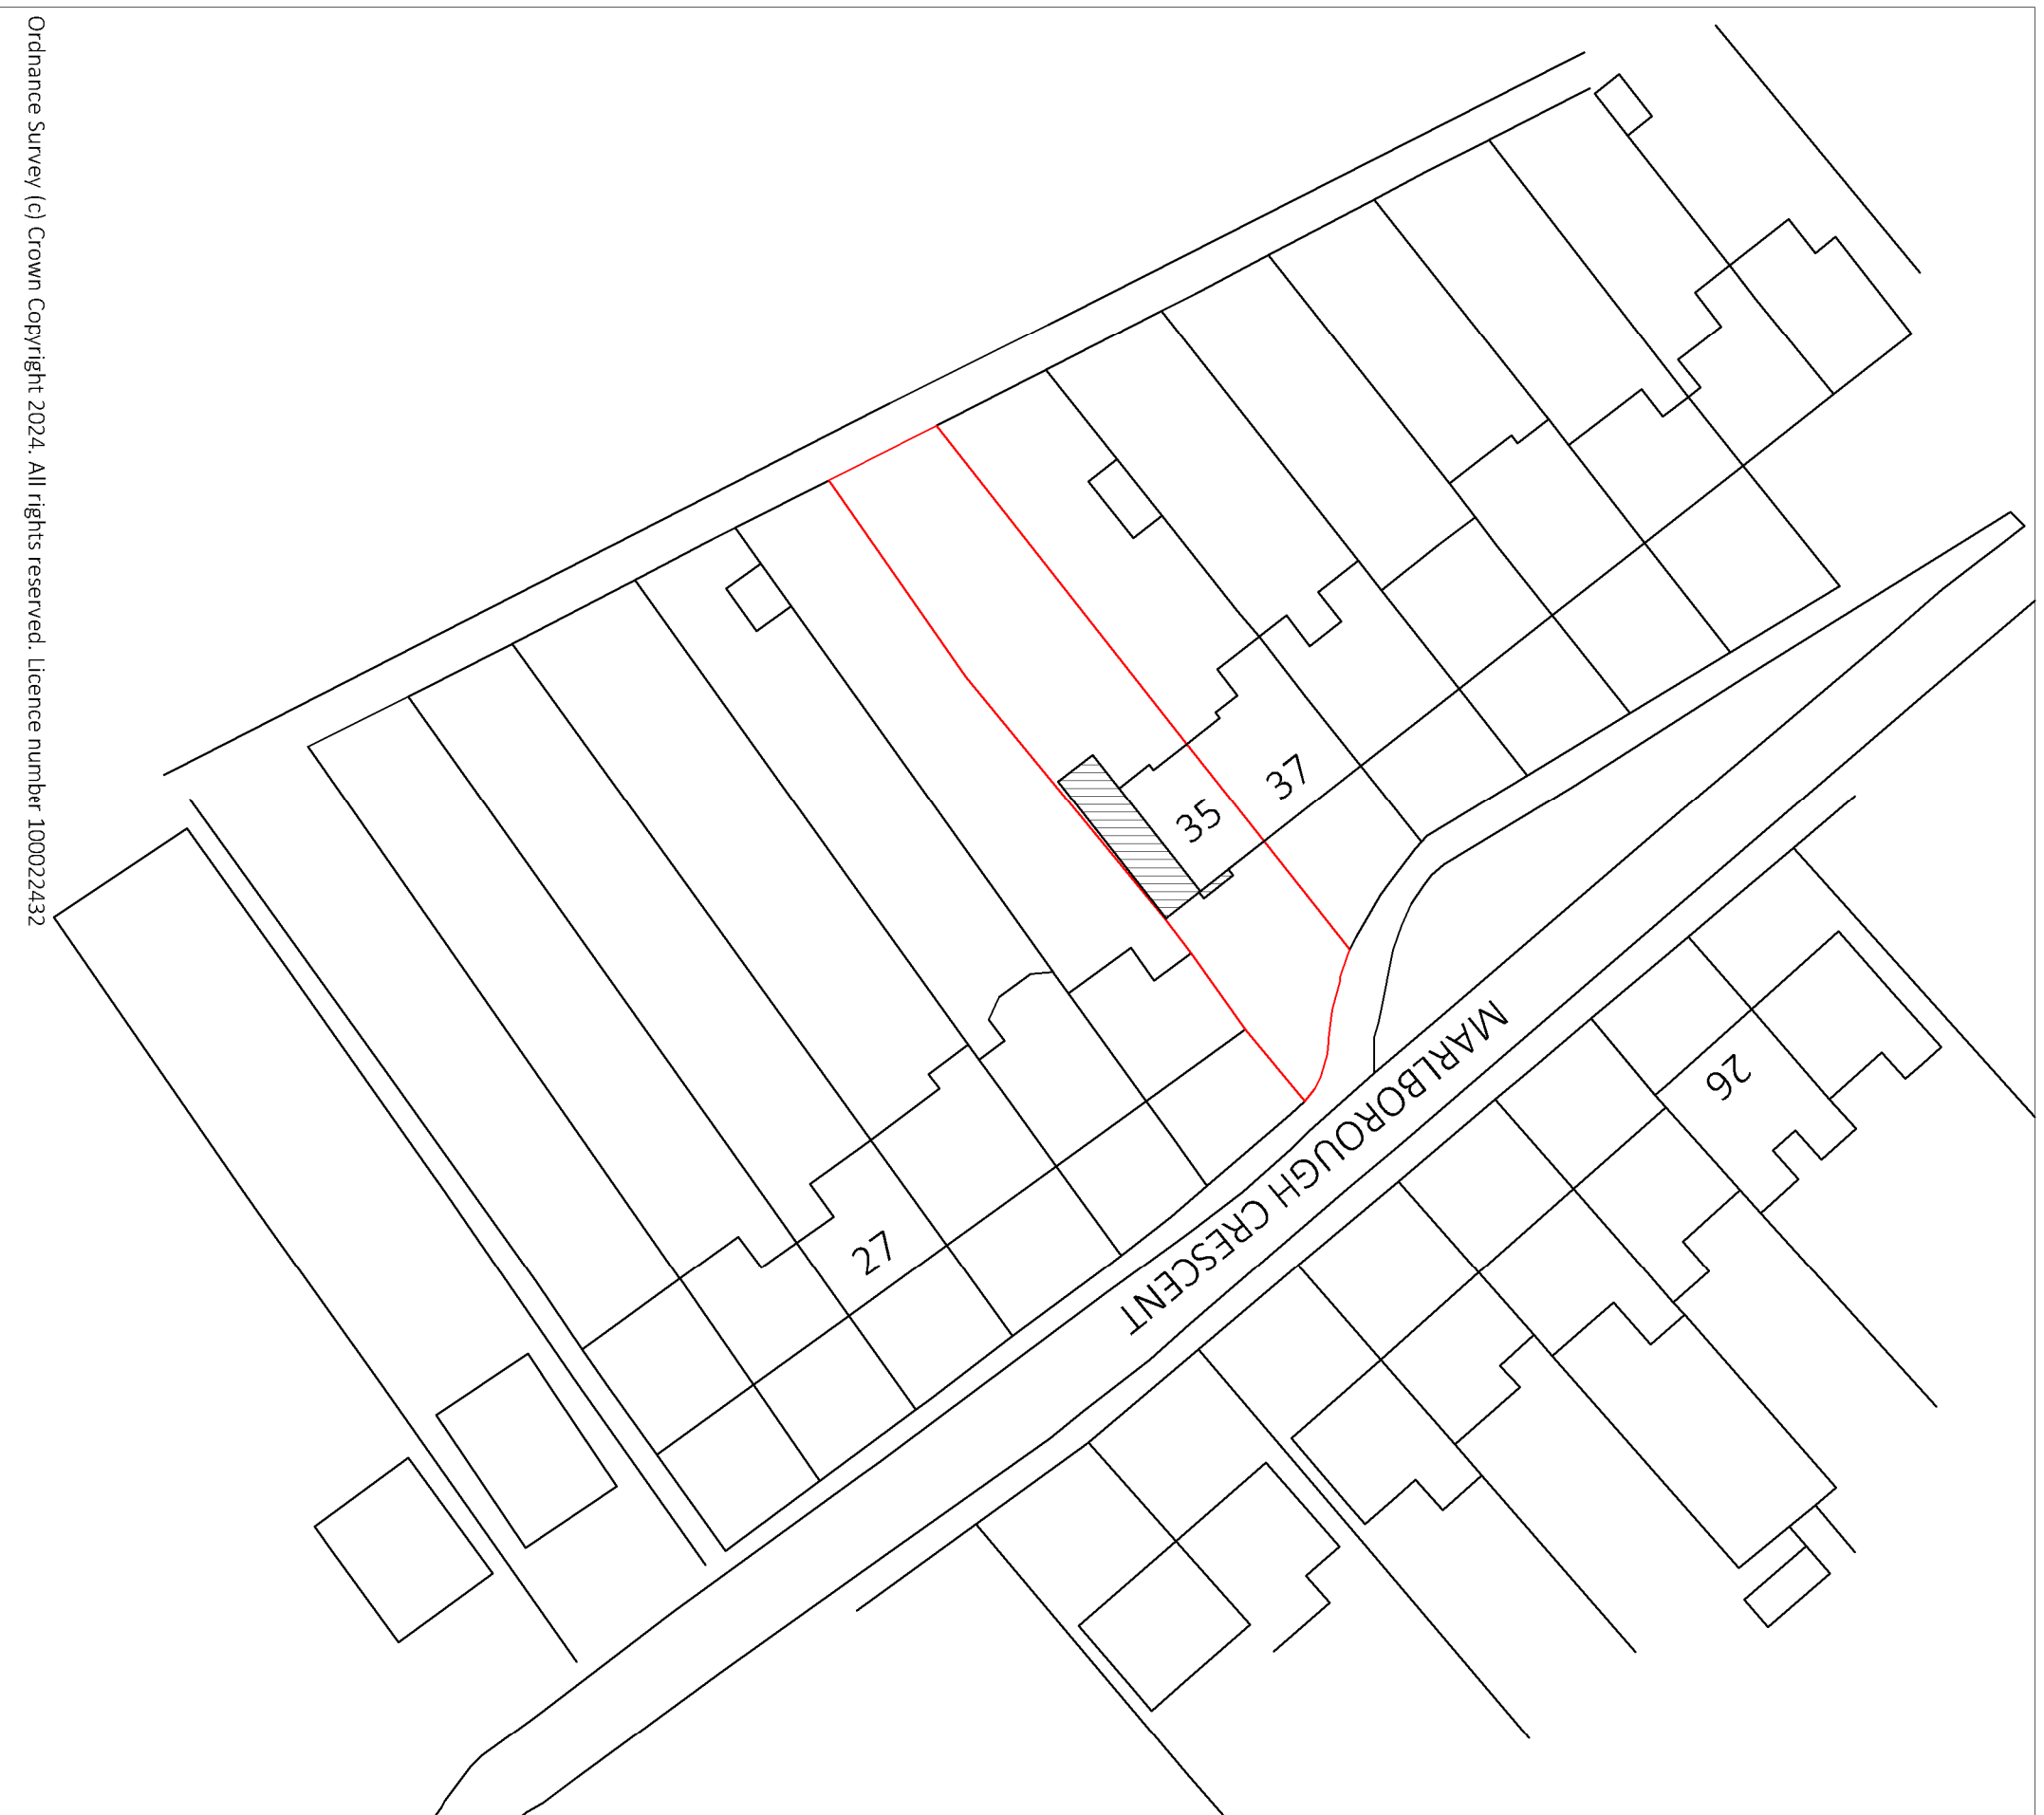 Ordnance Survey (c) Crown Copyright 2024. All rights reserved. Licence number 100022432
37
35
MARLBOROUGH CRESCENT
26
27